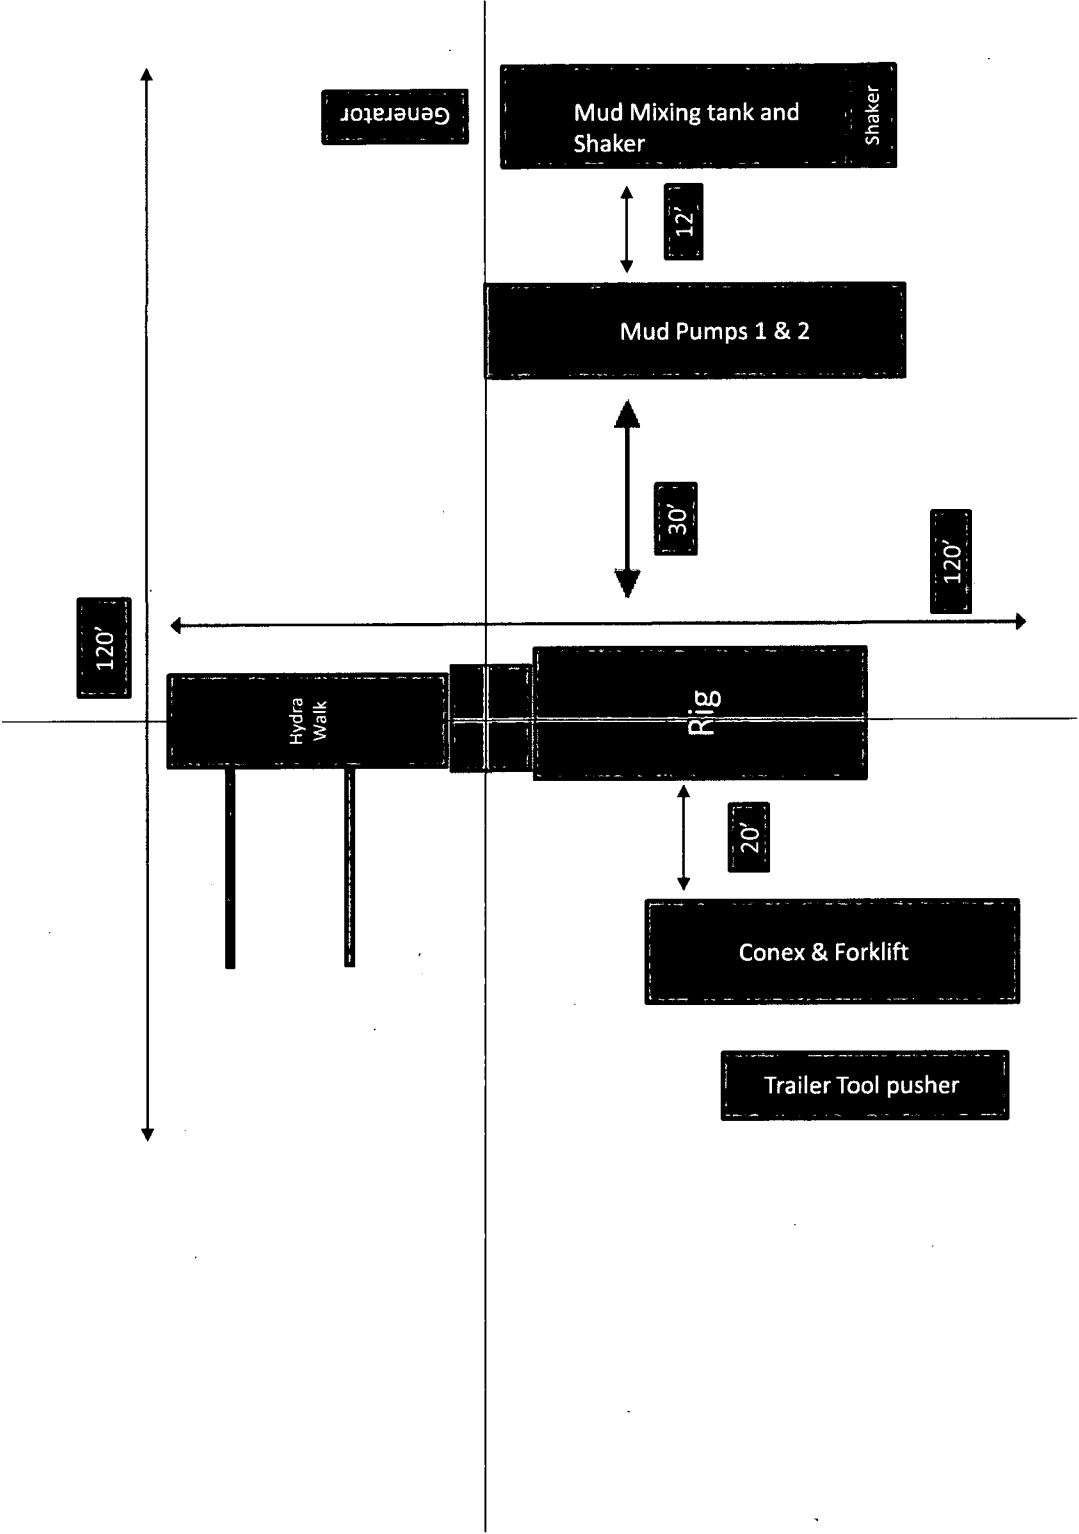 Generator
Mud Mixing tank and
Shaker
Shaker
12'
Mud Pumps 1 & 2
30'
120'
120'
Hydra
Walk
Rig
20'
Conex & Forklift
Trailer Tool pusher